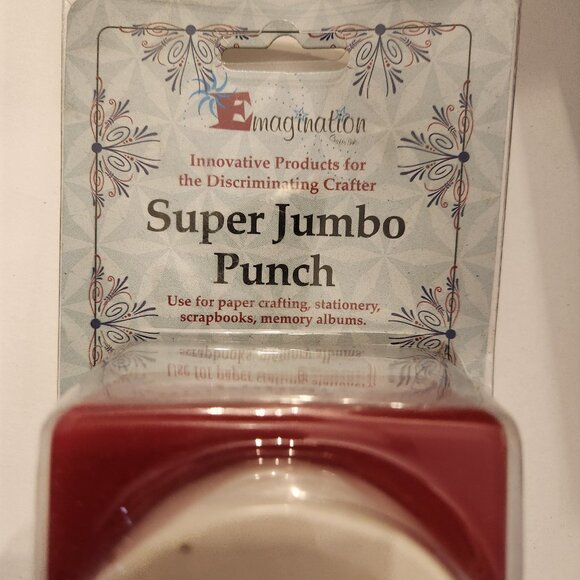 Emagination
Innovative Products for
the Discriminating Crafter
Super Jumbo
Punch
Use for paper crafting, stationery,
scrapbooks, memory albums.